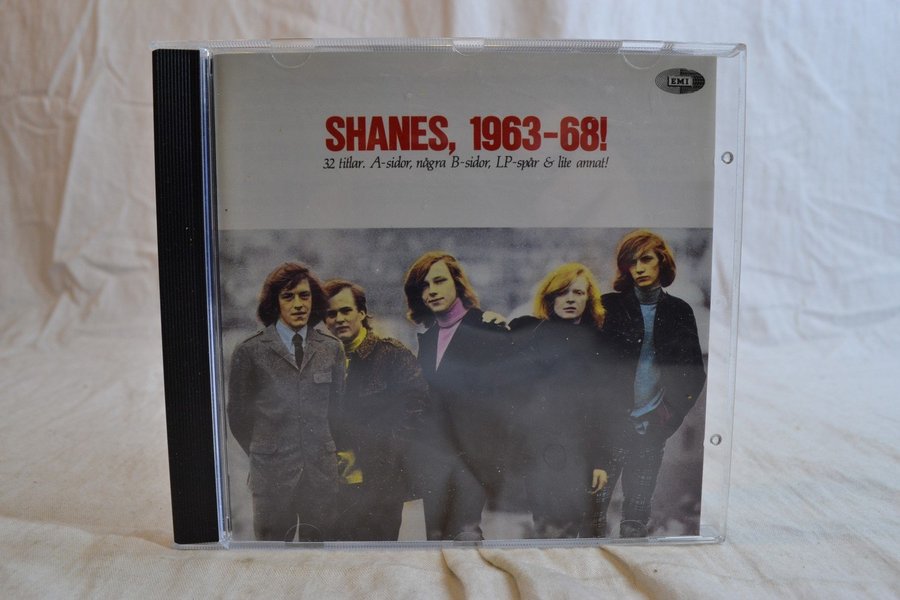 EMI
SHANES, 1963-68!
32 titlar. A-sidor, några B-sidor, LP-spår & lite annat!